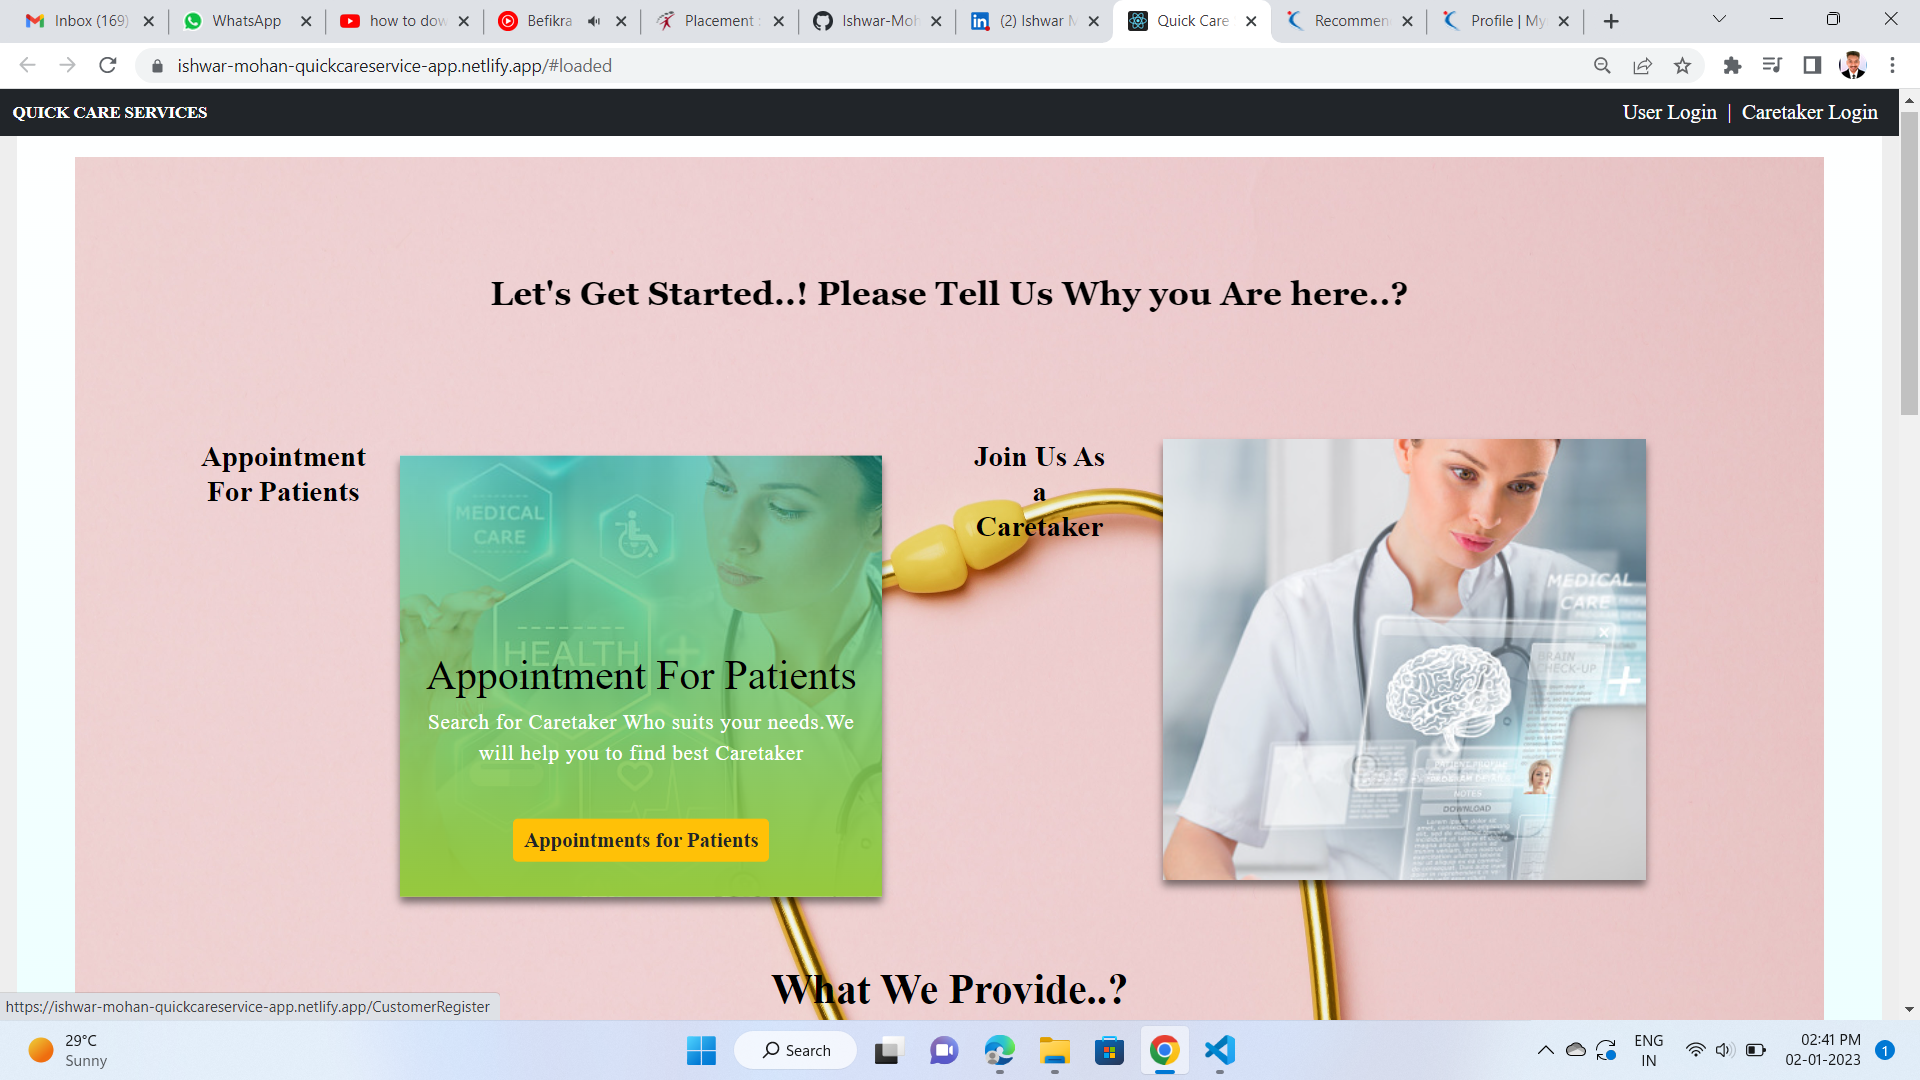 Inbox (169)
WhatsApp
how to dow
Befikra
Placement
Ishwar-Moh
(2) Ishwar M
Quick Care
Recommen
Profile | My
ishwar-mohan-quickcareservice-app.netlify.app/#loaded
QUICK CARE SERVICES
User Login | Caretaker Login
Let's Get Started..! Please Tell Us Why you Are here..?
Appointment
For Patients
MEDICAL
CARE
HEALTH
Appointment For Patients
Search for Caretaker Who suits your needs.We
will help you to find best Caretaker
Appointments for Patients
Join Us As
a
Caretaker
MEDICAL
CARE
BRAIN
CHECK-UP
NOTES
DOWNLOAD
What We Provide..?
https://ishwar-mohan-quickcareservice-app.netlify.app/CustomerRegister
29°C
Sunny
Search
ENG
IN
02:41 PM
02-01-2023
1